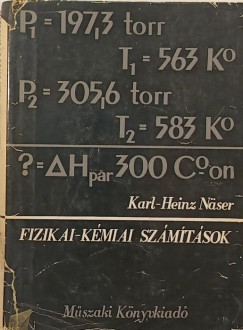 P₁ = 197,3 torr
T₁ = 563 K°
P₂ = 305,6 torr
T₂ = 583 K°
? = ΔHpár 300 C°-on
Karl-Heinz Näser
FIZIKAI-KÉMIAI SZÁMÍTÁSOK
Műszaki Könyvkiadó